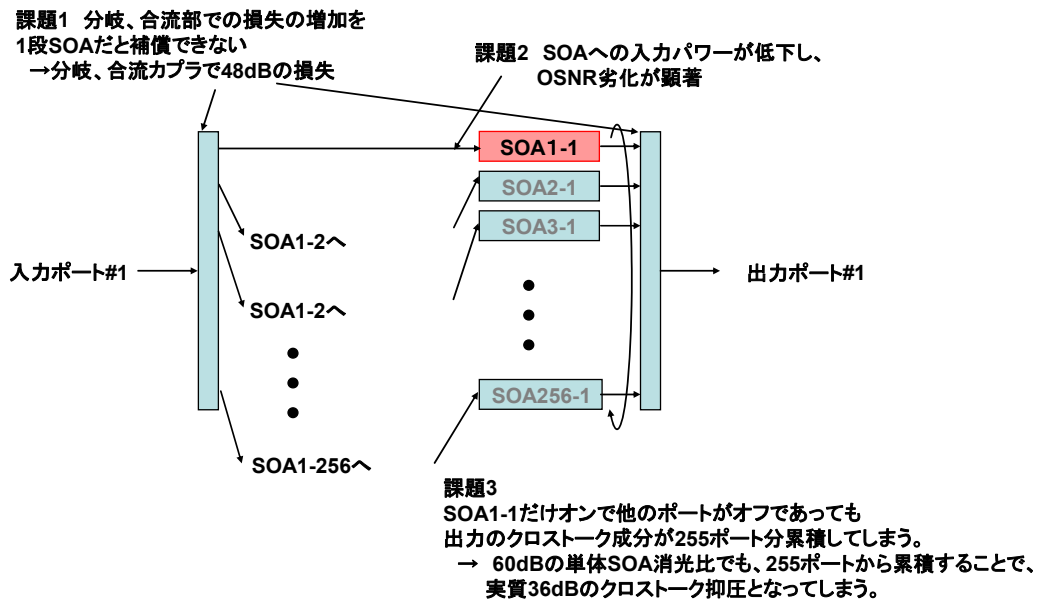 課題1 分岐、合流部での損失の増加を
1段SOAだと補償できない
→分岐、合流カプラで48dBの損失
課題2 SOAへの入力パワーが低下し、
OSNR劣化が顕著
SOA1-1
SOA2-1
SOA3-1
SOA1-2へ
入力ポート#1
出力ポート#1
SOA1-2へ
SOA256-1
SOA1-256へ
課題3
SOA1-1だけオンで他のポートがオフであっても
出力のクロストーク成分が255ポート分累積してしまう。
→ 60dBの単体SOA消光比でも、255ポートから累積することで、
実質36dBのクロストーク抑圧となってしまう。